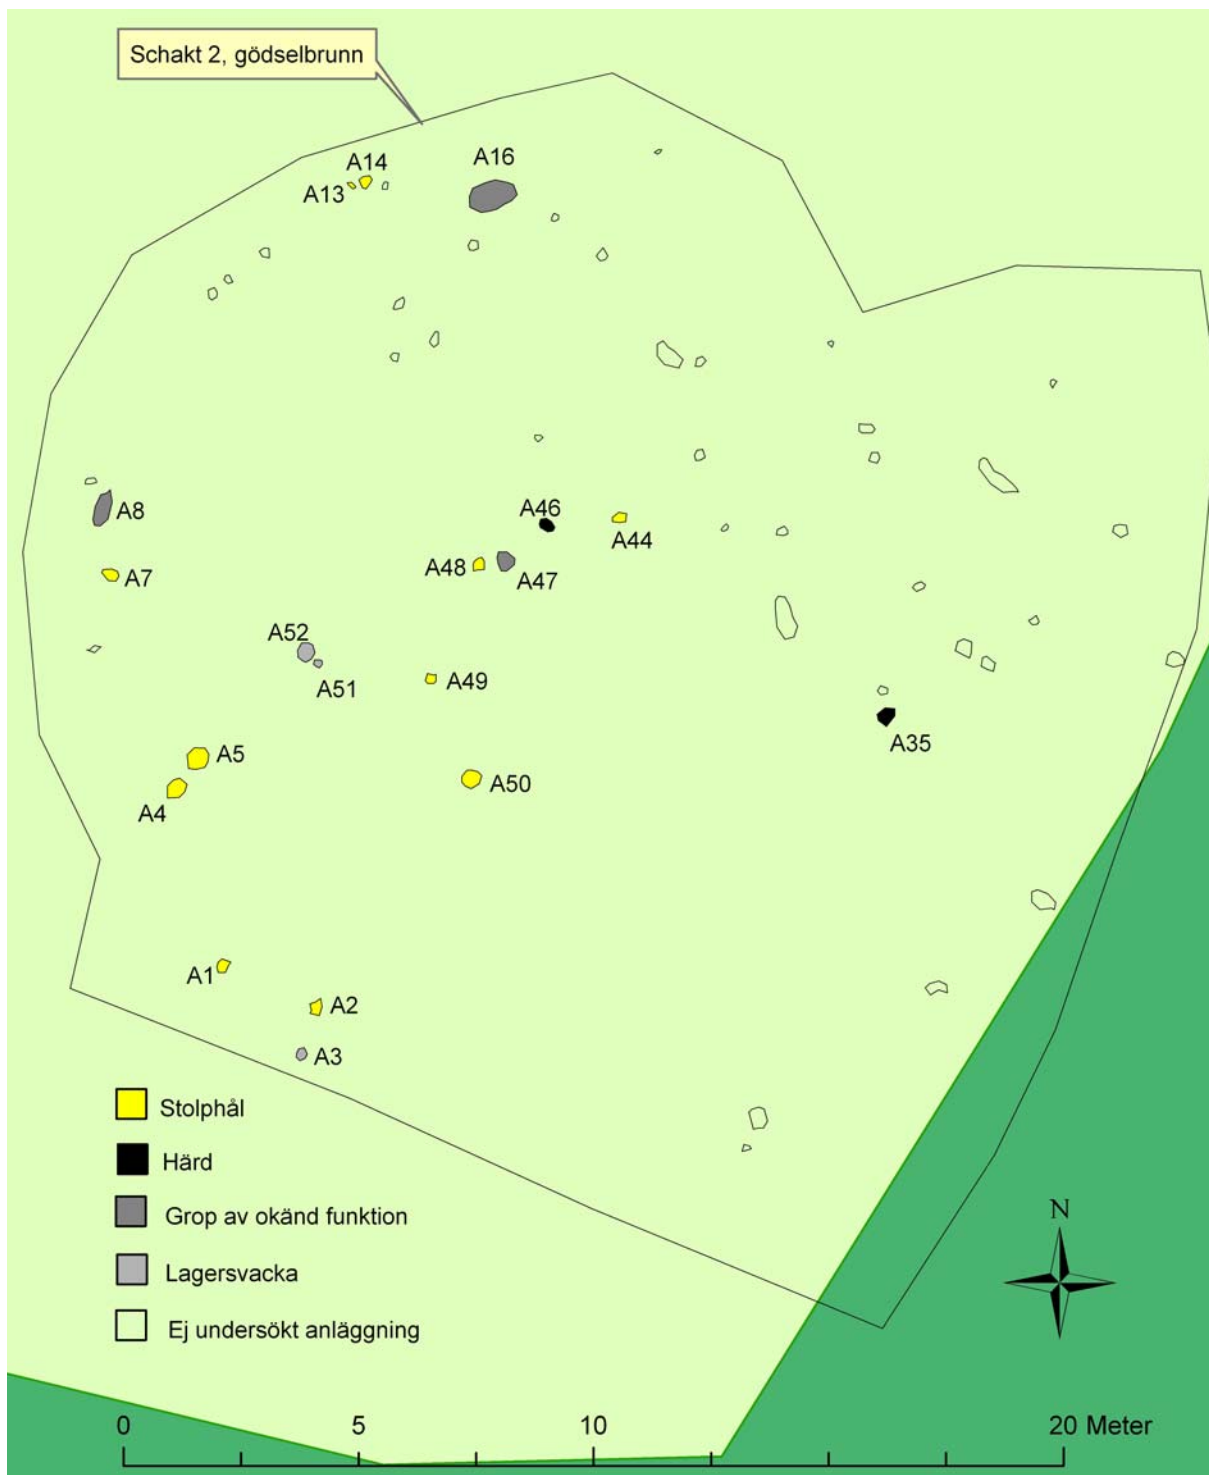 Schakt 2, gödselbrunn
A14
A16
A13
A8
A46
A44
A7
A48
A47
A52
A51
A49
A35
A5
A50
A4
A1
A2
A3
Stolphål
Härd
Grop av okänd funktion
N
Lagersvacka
Ej undersökt anläggning
0 5 10 20 Meter